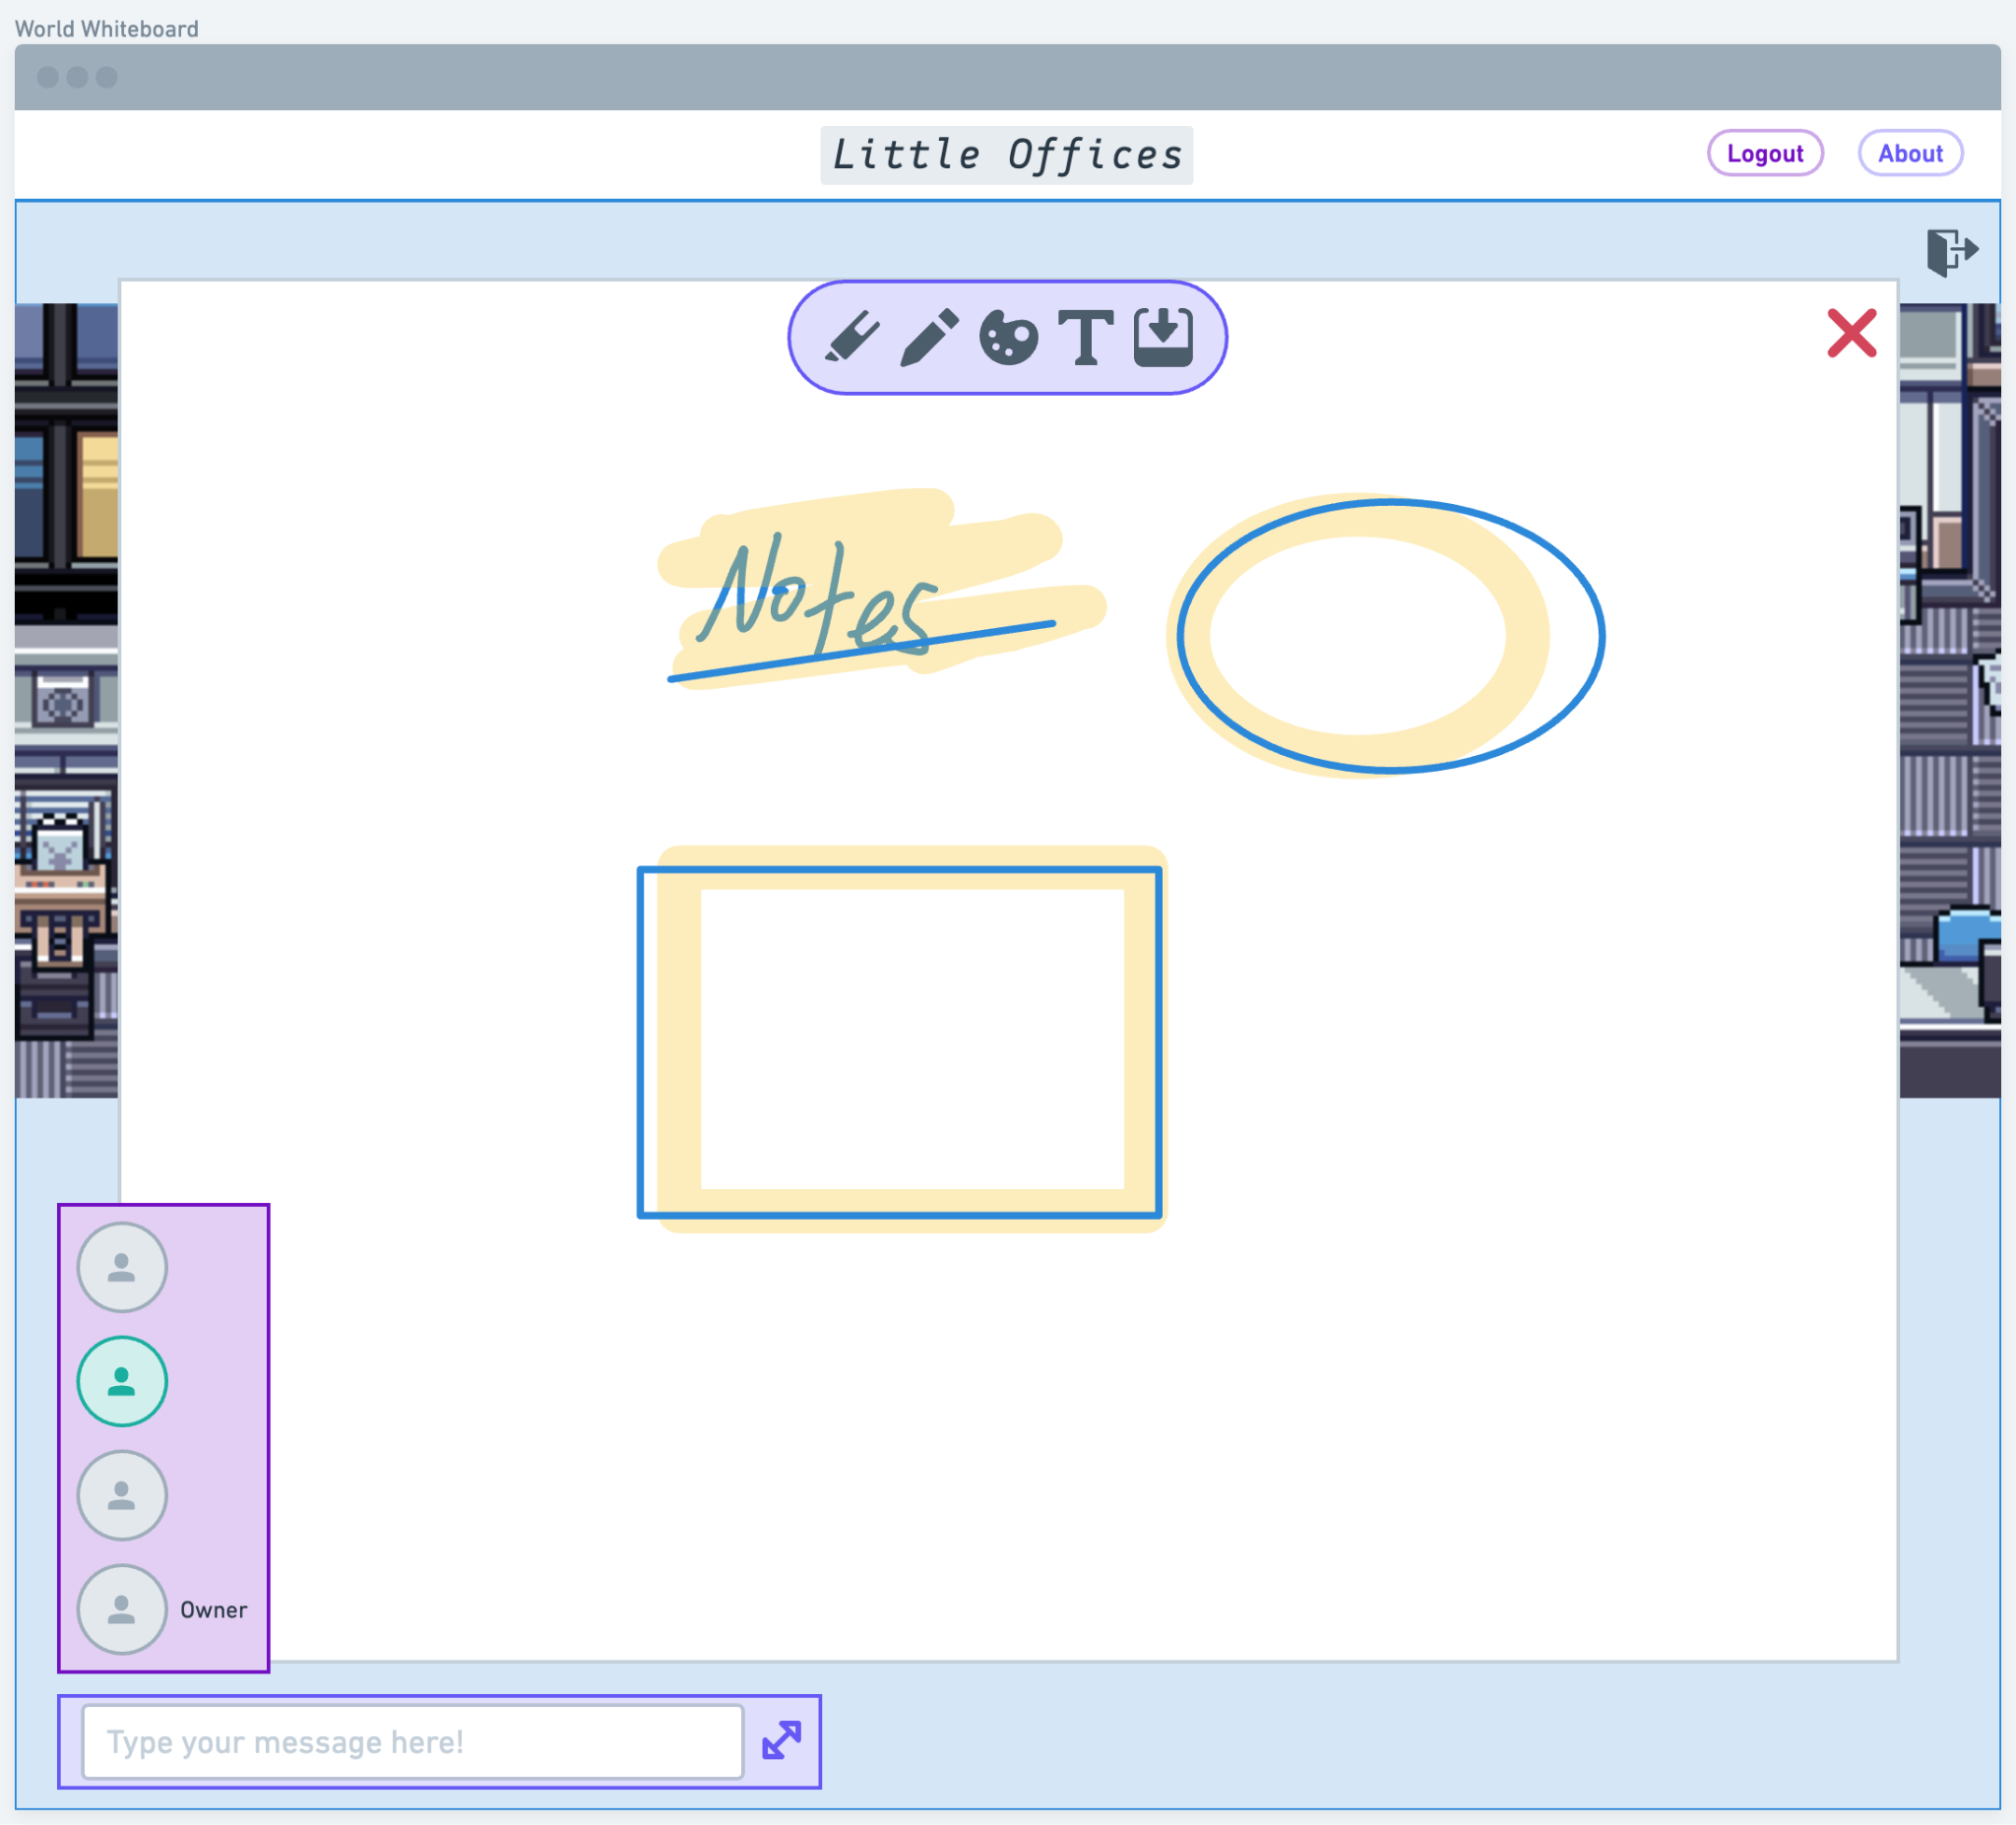 World Whiteboard
Little Offices
Logout
About
Notes
Owner
Type your message here!